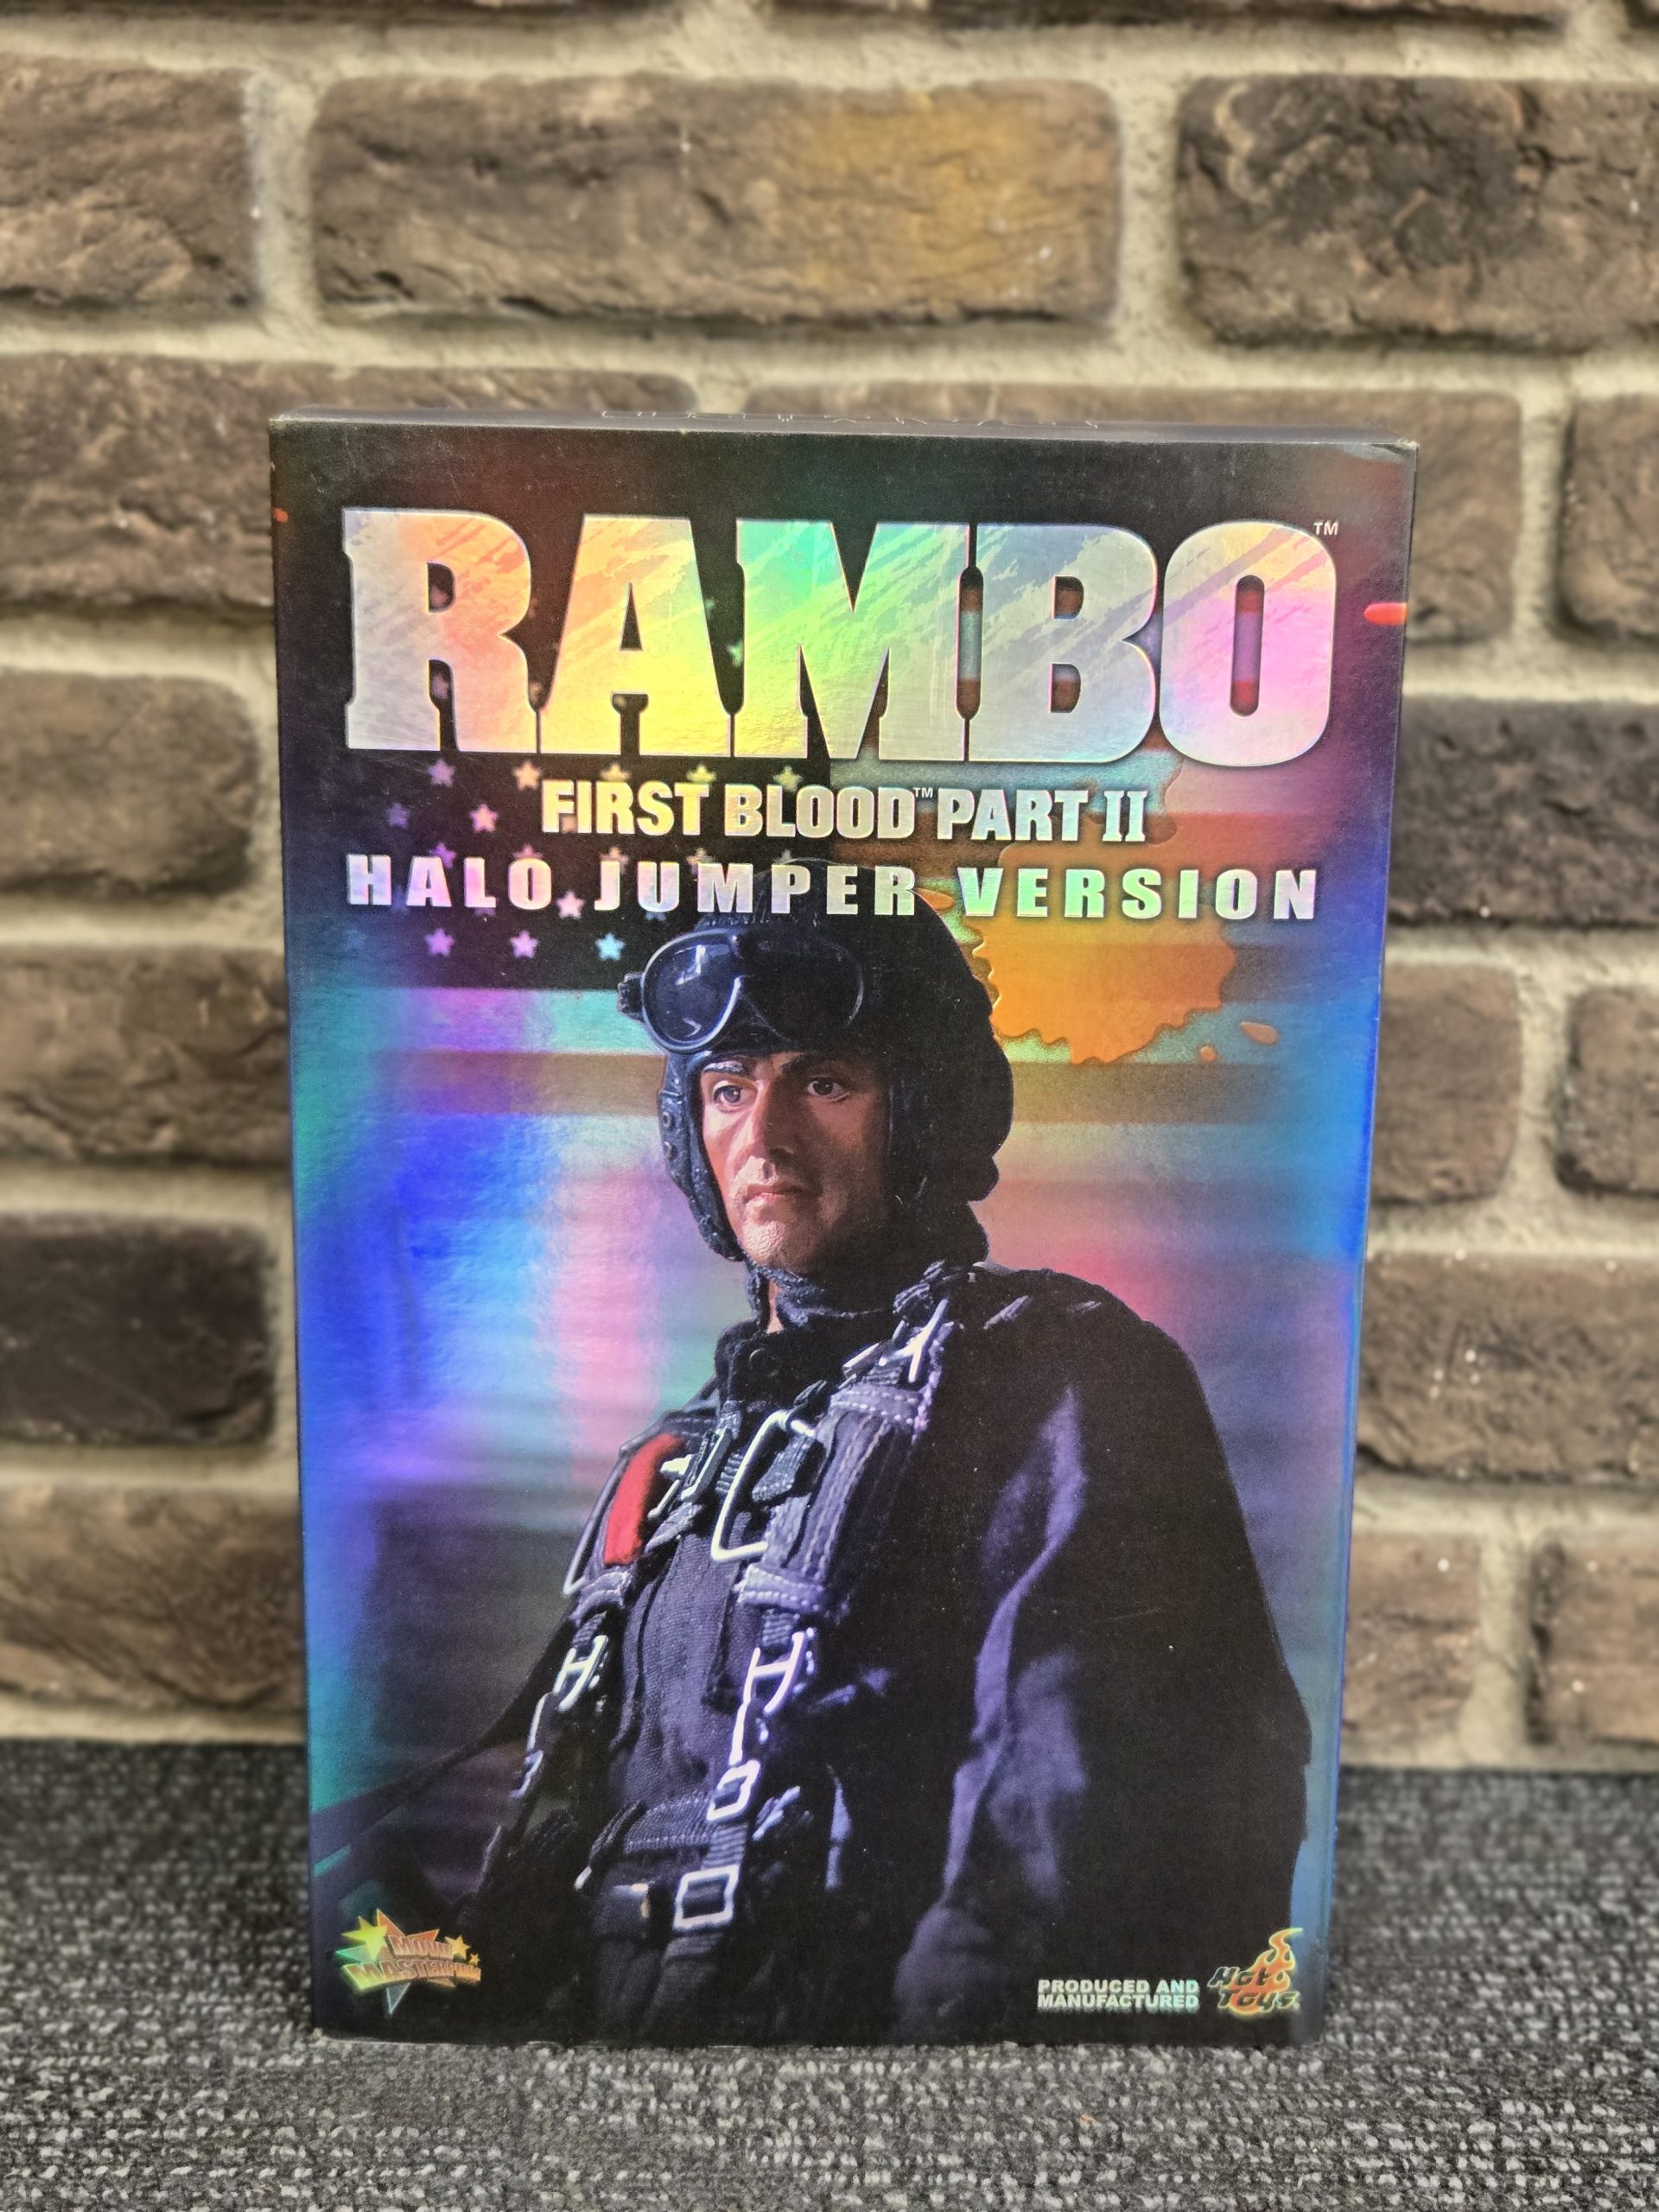 RAMBO™
FIRST BLOOD™ PART II
HALO JUMPER VERSION
MOVIE
MASTERPIECE
PRODUCED AND
MANUFACTURED
HOT
TOYS